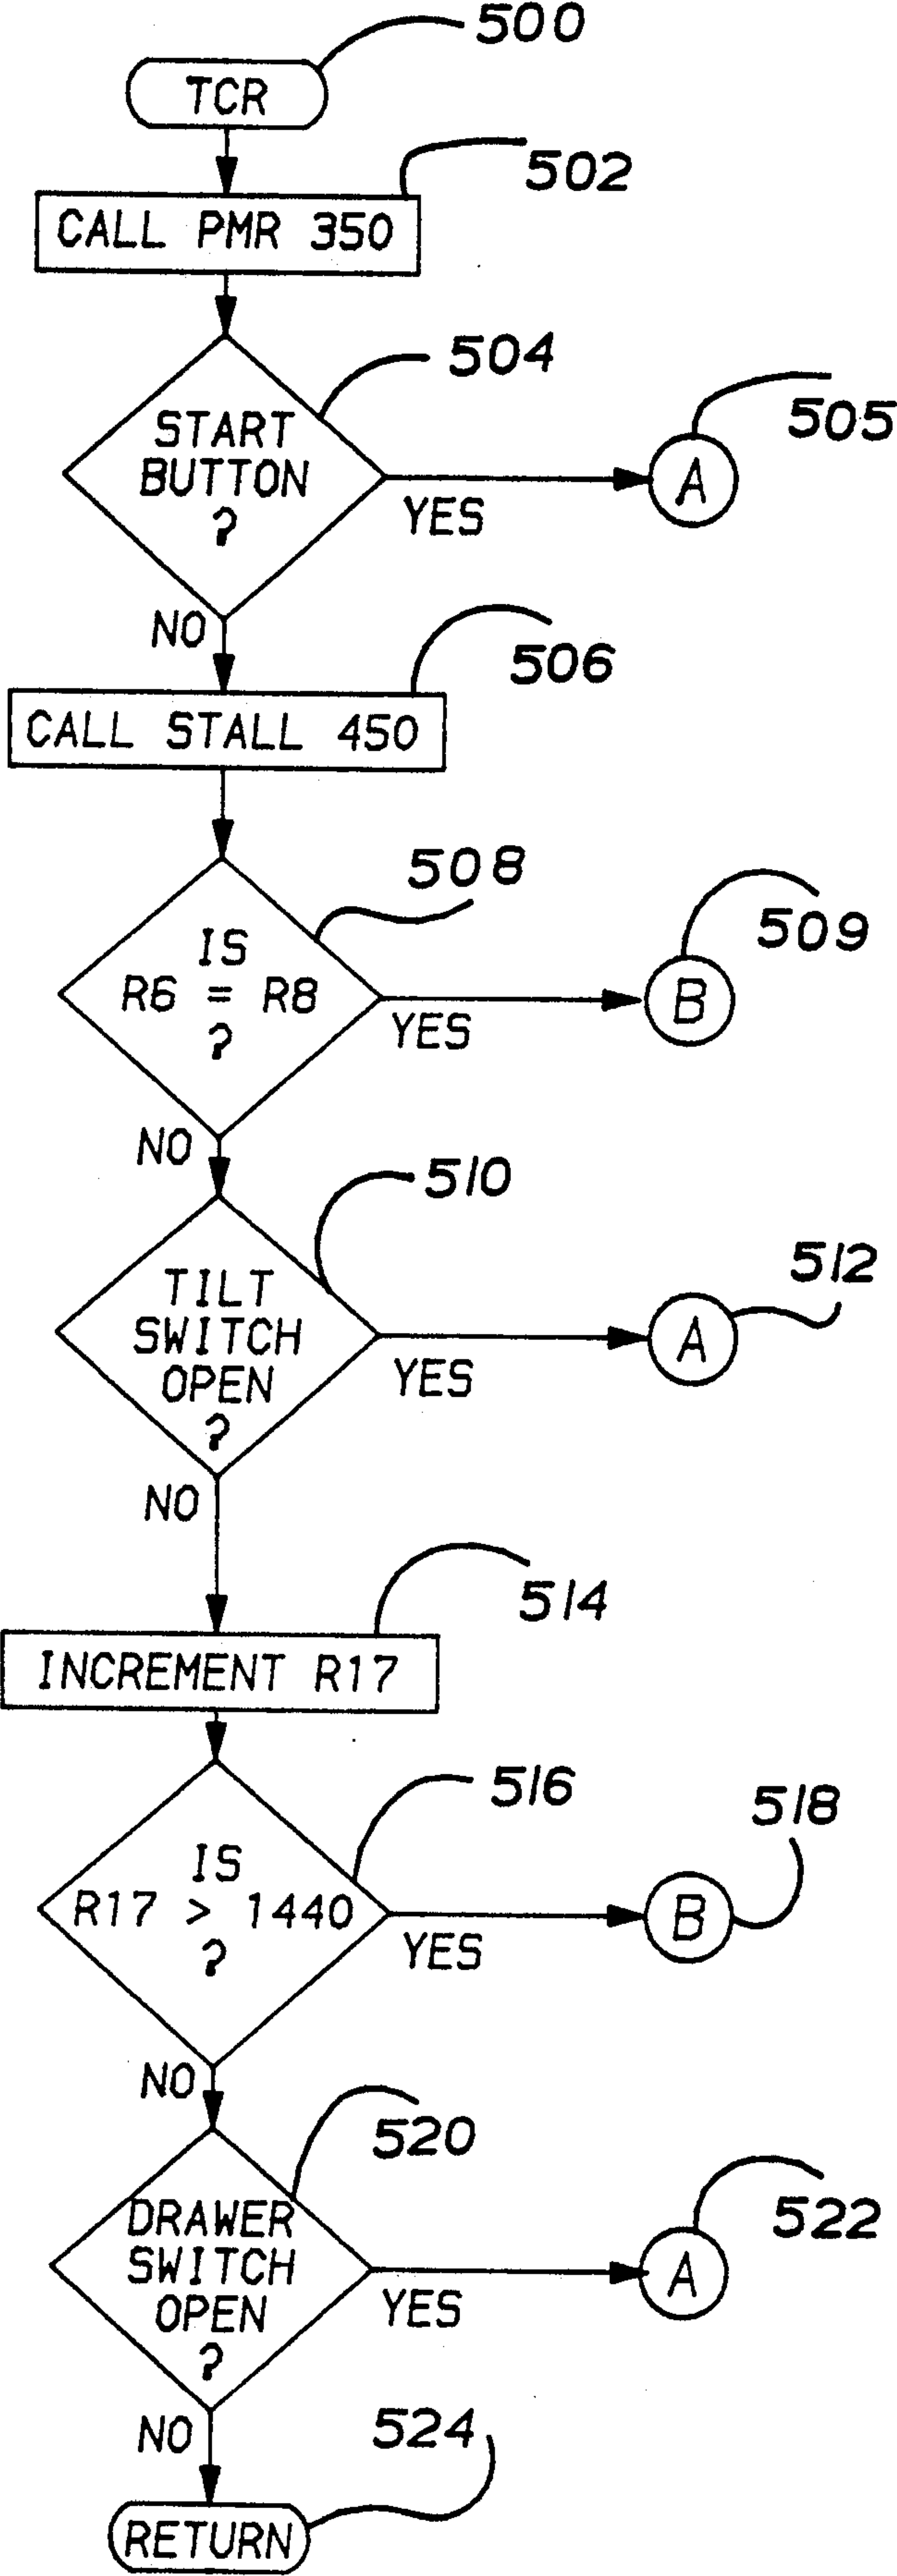 500
TCR
502
CALL PMR 350
504
505
START
BUTTON
?
A
YES
NO
506
CALL STALL 450
508
509
IS
R6 = R8
?
B
YES
NO
510
512
TILT
SWITCH
OPEN
?
A
YES
NO
514
INCREMENT R17
516
518
IS
R17 > 1440
?
B
YES
NO
520
522
DRAWER
SWITCH
OPEN
?
A
YES
NO
524
RETURN